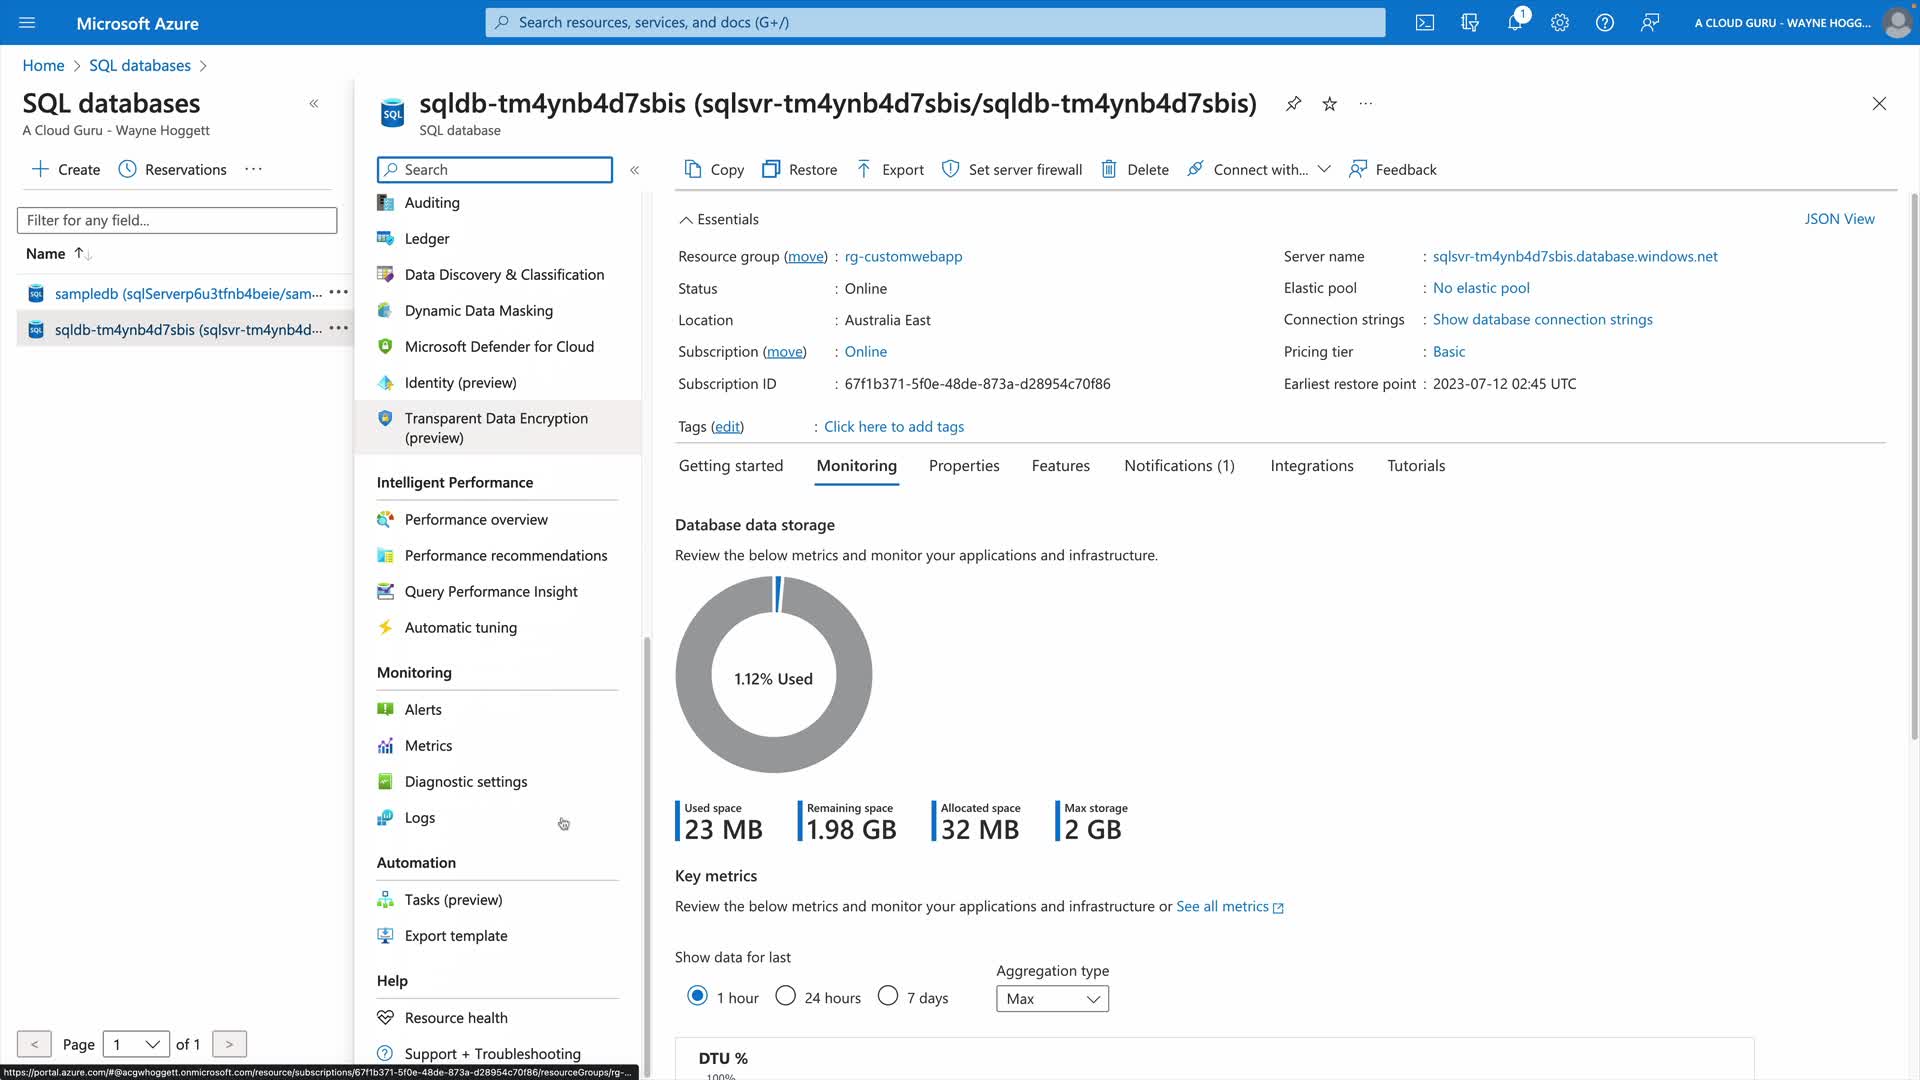 Microsoft Azure
Search resources, services, and docs (G+/)
1
A CLOUD GURU - WAYNE HOGG...
Home > SQL databases >
SQL databases
A Cloud Guru - Wayne Hoggett
Create
Reservations
Filter for any field...
Name
SQL
sampledb (sqlServerp6u3tfnb4beie/sam...
SQL
sqldb-tm4ynb4d7sbis (sqlsvr-tm4ynb4d...
< Page 1 of 1 >
SQL
sqldb-tm4ynb4d7sbis (sqlsvr-tm4ynb4d7sbis/sqldb-tm4ynb4d7sbis)
SQL database
Search
Auditing
Ledger
Data Discovery & Classification
Dynamic Data Masking
Microsoft Defender for Cloud
Identity (preview)
Transparent Data Encryption
(preview)
Intelligent Performance
Performance overview
Performance recommendations
Query Performance Insight
Automatic tuning
Monitoring
Alerts
Metrics
Diagnostic settings
Logs
Automation
Tasks (preview)
Export template
Help
Resource health
Support + Troubleshooting
Copy
Restore
Export
Set server firewall
Delete
Connect with...
Feedback
Essentials
JSON View
Resource group (move) : rg-customwebapp
Status : Online
Location : Australia East
Subscription (move) : Online
Subscription ID : 67f1b371-5f0e-48de-873a-d28954c70f86
Server name : sqlsvr-tm4ynb4d7sbis.database.windows.net
Elastic pool : No elastic pool
Connection strings : Show database connection strings
Pricing tier : Basic
Earliest restore point : 2023-07-12 02:45 UTC
Tags (edit) : Click here to add tags
Getting started
Monitoring
Properties
Features
Notifications (1)
Integrations
Tutorials
Database data storage
Review the below metrics and monitor your applications and infrastructure.
1.12% Used
Used space
23 MB
Remaining space
1.98 GB
Allocated space
32 MB
Max storage
2 GB
Key metrics
Review the below metrics and monitor your applications and infrastructure or See all metrics
Show data for last
1 hour
24 hours
7 days
Aggregation type
Max
DTU %
100%
https://portal.azure.com/#@acgwhoggett.onmicrosoft.com/resource/subscriptions/67f1b371-5f0e-48de-873a-d28954c70f86/resourceGroups/rg-...